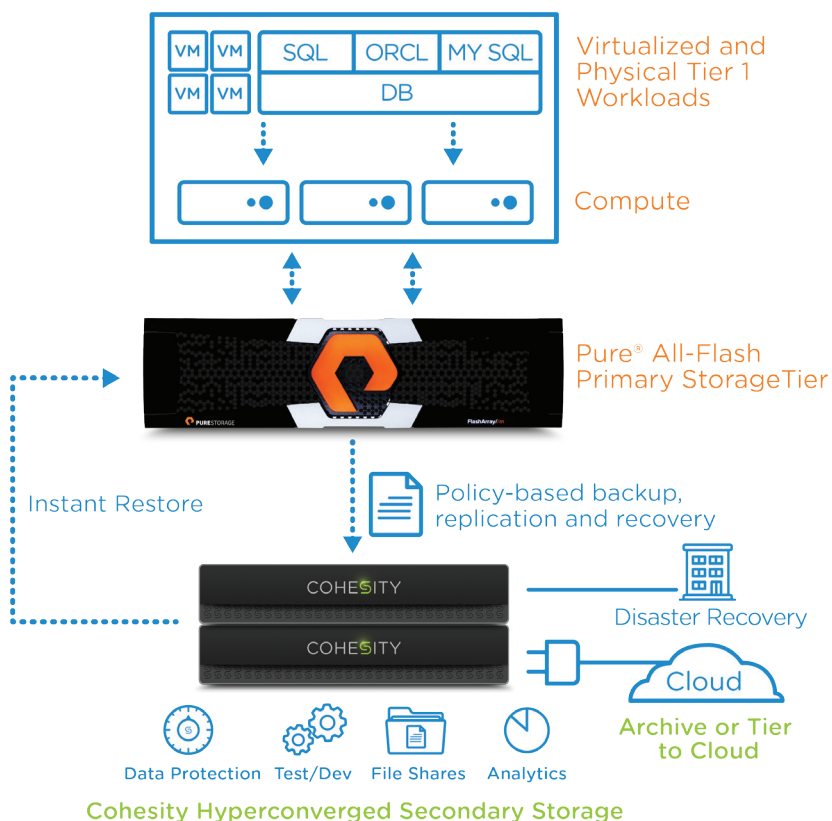 VM VM SQL ORCL MY SQL
VM VM DB
Virtualized and
Physical Tier 1
Workloads
Compute
Pure® All-Flash
Primary StorageTier
PURESTORAGE
FlashArray//m
Instant Restore
Policy-based backup,
replication and recovery
COHESITY
COHESITY
Disaster Recovery
Cloud
Archive or Tier
to Cloud
Data Protection Test/Dev File Shares Analytics
Cohesity Hyperconverged Secondary Storage